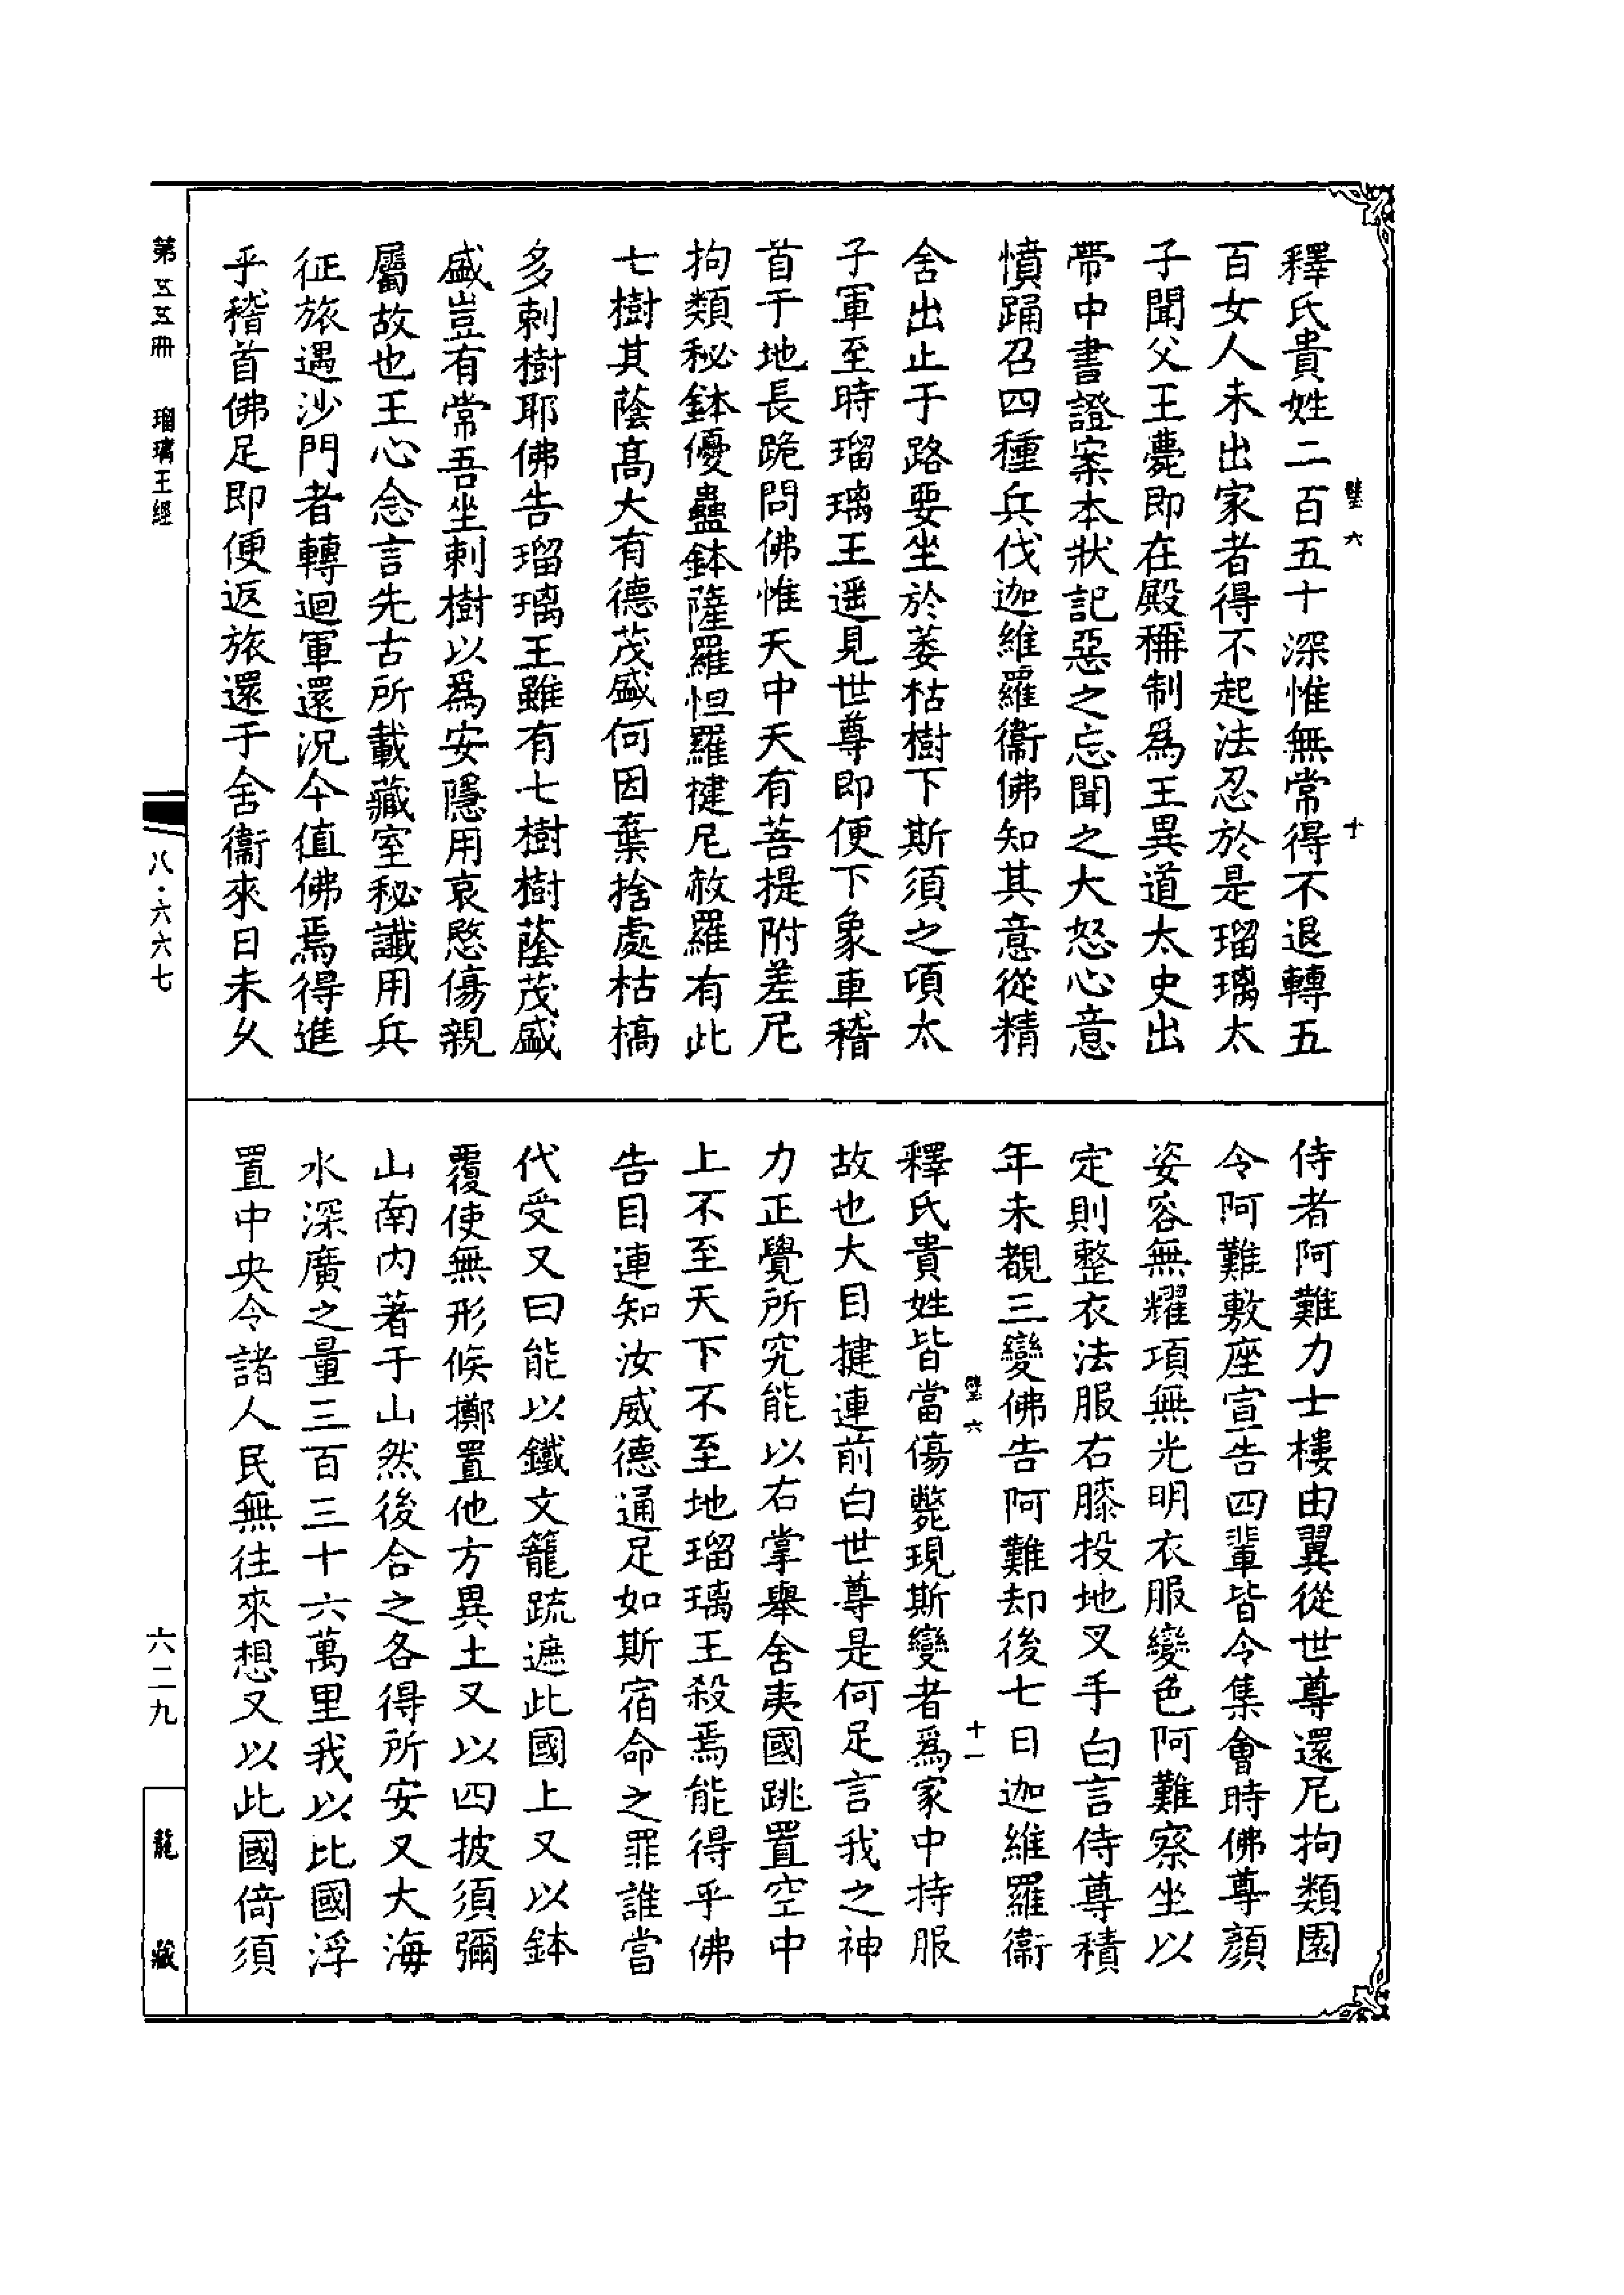 釋氏貴姓二百五十深惟無常得不退轉五
百女人未出家者得不起法忍於是瑠璃太
子聞父王薨即在殿稱制爲王異道太史出
帶中書證案本狀記惡之忘聞之大怒心意
憤踊召四種兵伐迦維羅衞佛知其意從精
舍出止于路要坐於萎枯樹下斯須之頃太
子軍至時瑠璃王遥見世尊即便下象車稽
首于地長跪問佛惟天中天有菩提附差尼
拘類秘鉢優曇鉢薩羅怛羅揵尼敝羅有此
七樹其蔭高大有德茂盛何因棄捨處枯槁
多刺樹耶佛告瑠璃王雖有七樹樹蔭茂盛
盛豈有常吾坐刺樹以爲安隱用哀愍傷親
屬故也王心念言先古所載藏室秘讖用兵
征旅遇沙門者轉迴軍還況今值佛焉得進
乎稽首佛足即便返旅還于舍衞來日未久
璧六
十
侍者阿難力士樓由翼從世尊還尼拘類園
令阿難敷座宣告四輩皆令集會時佛尊顏
姿容無耀項無光明衣服變色阿難察坐以
定則整衣法服右膝投地叉手白言侍尊積
年未覩三變佛告阿難却後七日迦維羅衞
釋氏貴姓皆當傷斃現斯變者爲家中持服
故也大目揵連前白世尊是何足言我之神
力正覺所究能以右掌舉舍夷國跳置空中
上不至天下不至地瑠璃王殺焉能得乎佛
告目連知汝威德通足如斯宿命之罪誰當
代受又曰能以鐵文籠疏遮此國上又以鉢
覆使無形候擲置他方異土又以四披須彌
山南内著于山然後合之各得所安又大海
水深廣之量三百三十六萬里我以比國浮
置中央令諸人民無往來想又以此國倚須
璧六
十一
第五五冊
瑠璃王經
八·六六七
六二九
龍藏